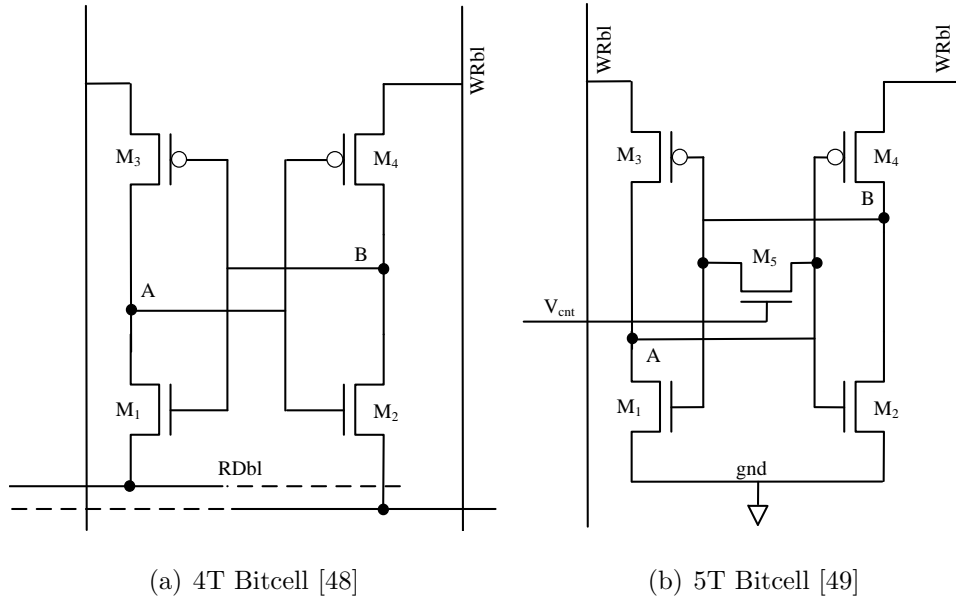 WRbl
M3
M4
B
A
M1
M2
RDbl
(a) 4T Bitcell [48]
WRbl
WRbl
M3
M4
B
M5
Vcnt
A
M1
M2
gnd
(b) 5T Bitcell [49]